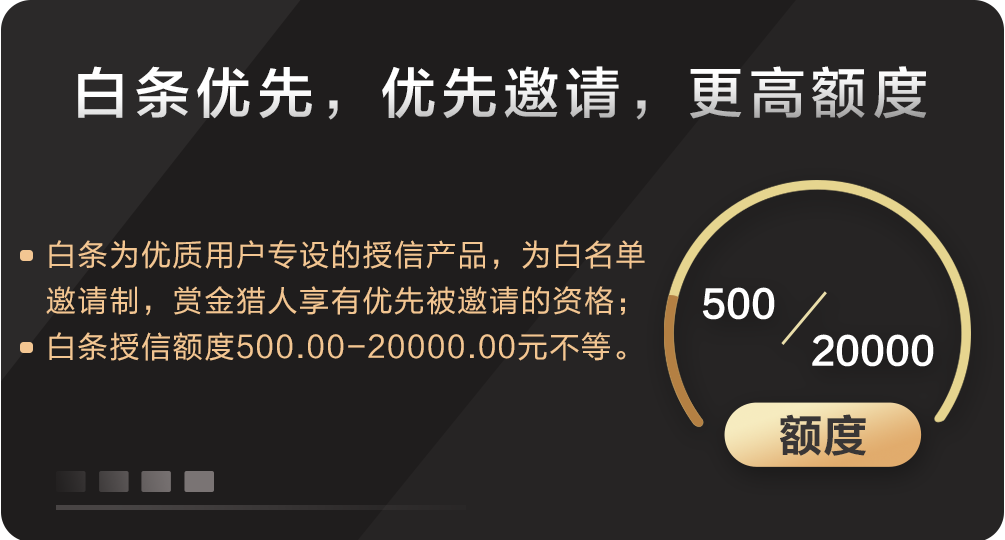 白条优先，优先邀请，更高额度
白条为优质用户专设的授信产品，为白名单
邀请制，赏金猎人享有优先被邀请的资格；
白条授信额度500.00-20000.00元不等。
500
20000
额度